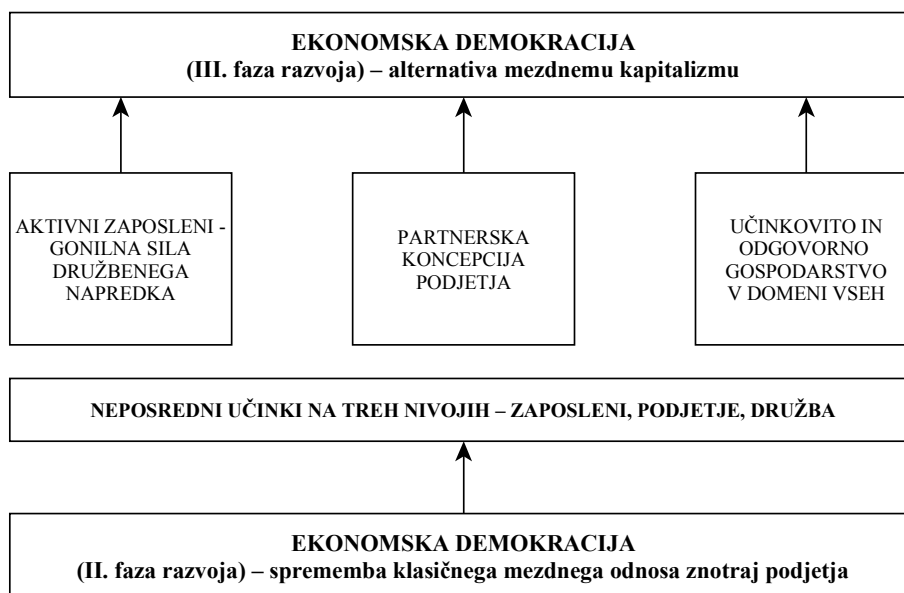 EKONOMSKA DEMOKRACIJA
(III. faza razvoja) – alternativa mezdnemu kapitalizmu
AKTIVNI ZAPOSLENI -
GONILNA SILA
DRUŽBENEGA
NAPREDKA
PARTNERSKA
KONCEPCIJA
PODJETJA
UČINKOVITO IN
ODGOVORNO
GOSPODARSTVO
V DOMENI VSEH
NEPOSREDNI UČINKI NA TREH NIVOJIH – ZAPOSLENI, PODJETJE, DRUŽBA
EKONOMSKA DEMOKRACIJA
(II. faza razvoja) – sprememba klasičnega mezdnega odnosa znotraj podjetja